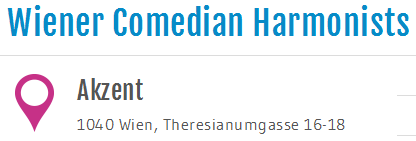 Wiener Comedian Harmonists
Akzent
1040 Wien, Theresianumgasse 16-18